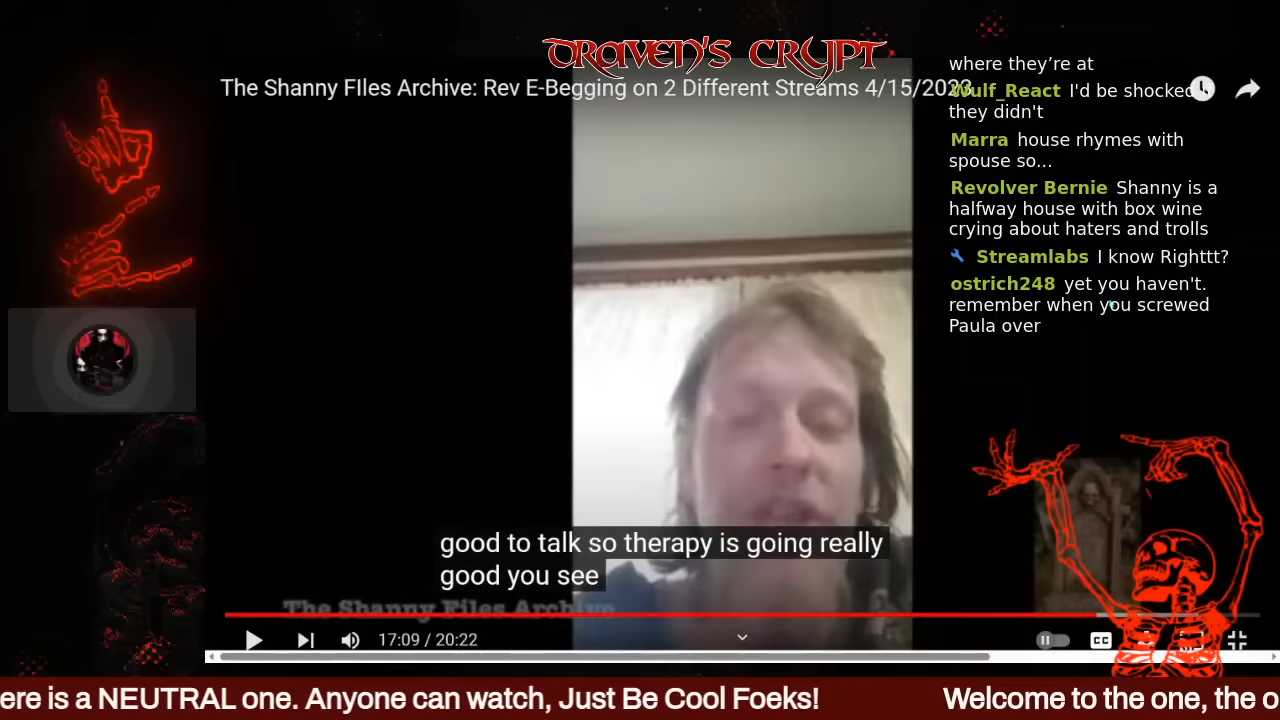 DRAVEN'S CRYPT
The Shanny FIles Archive: Rev E-Begging on 2 Different Streams 4/15/2023
where they’re at
Wulf_React I'd be shocked
they didn't
Marra house rhymes with
spouse so...
Revolver Bernie Shanny is a
halfway house with box wine
crying about haters and trolls
Streamlabs I know Righttt?
ostrich248 yet you haven't.
remember when you screwed
Paula over
good to talk so therapy is going really
good you see
The Shanny Files Archive
17:09 / 20:22
CC
ere is a NEUTRAL one. Anyone can watch, Just Be Cool Foeks! Welcome to the one, the o